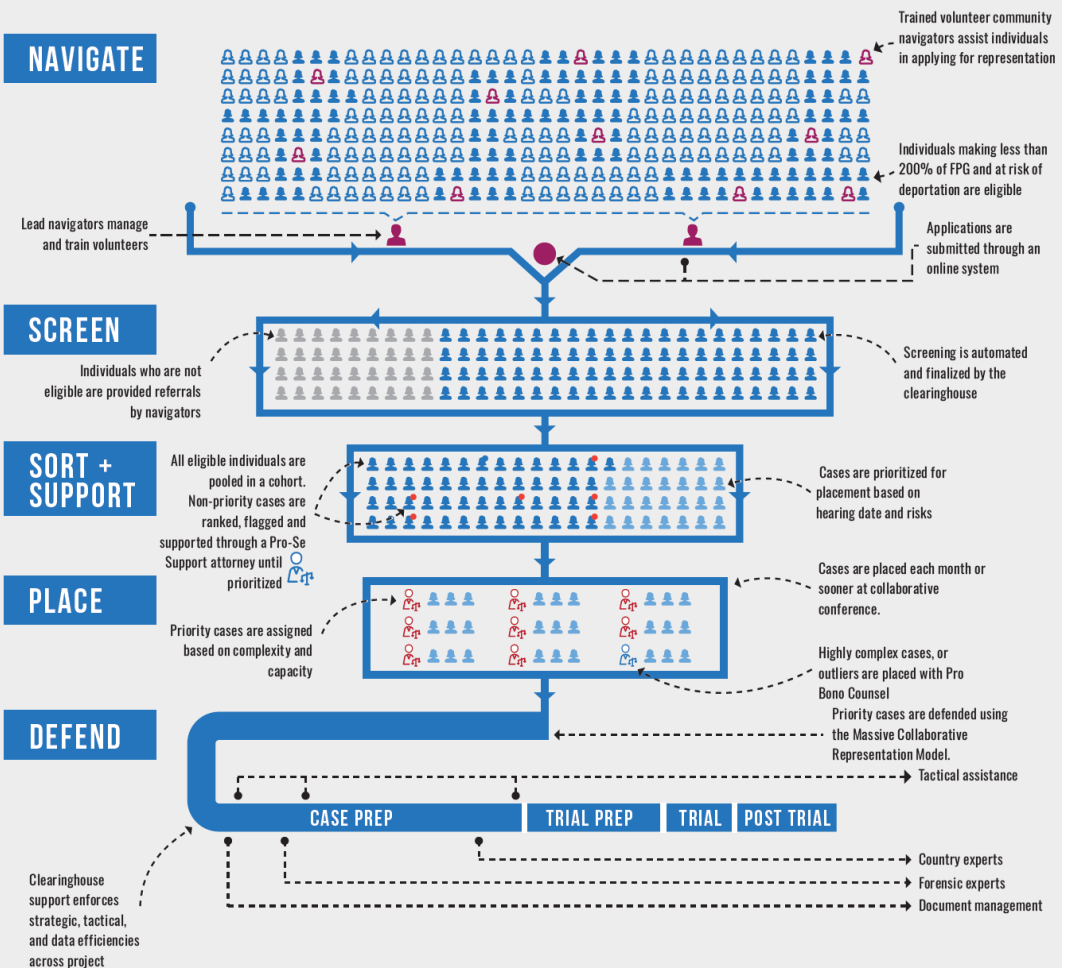 NAVIGATE
Trained volunteer community
navigators assist individuals
in applying for representation
Individuals making less than
200% of FPG and at risk of
deportation are eligible
Lead navigators manage
and train volunteers
Applications are
submitted through an
online system
SCREEN
Individuals who are not
eligible are provided referrals
by navigators
Screening is automated
and finalized by the
clearinghouse
SORT +
SUPPORT
All eligible individuals are
pooled in a cohort.
Non-priority cases are
ranked, flagged and
supported through a Pro-Se
Support attorney until
prioritized
Cases are prioritized for
placement based on
hearing date and risks
PLACE
Cases are placed each month or
sooner at collaborative
conference.
Priority cases are assigned
based on complexity and
capacity
Highly complex cases, or
outliers are placed with Pro
Bono Counsel
DEFEND
Priority cases are defended using
the Massive Collaborative
Representation Model.
Tactical assistance
CASE PREP
TRIAL PREP
TRIAL
POST TRIAL
Country experts
Forensic experts
Document management
Clearinghouse
support enforces
strategic, tactical,
and data efficiencies
across project